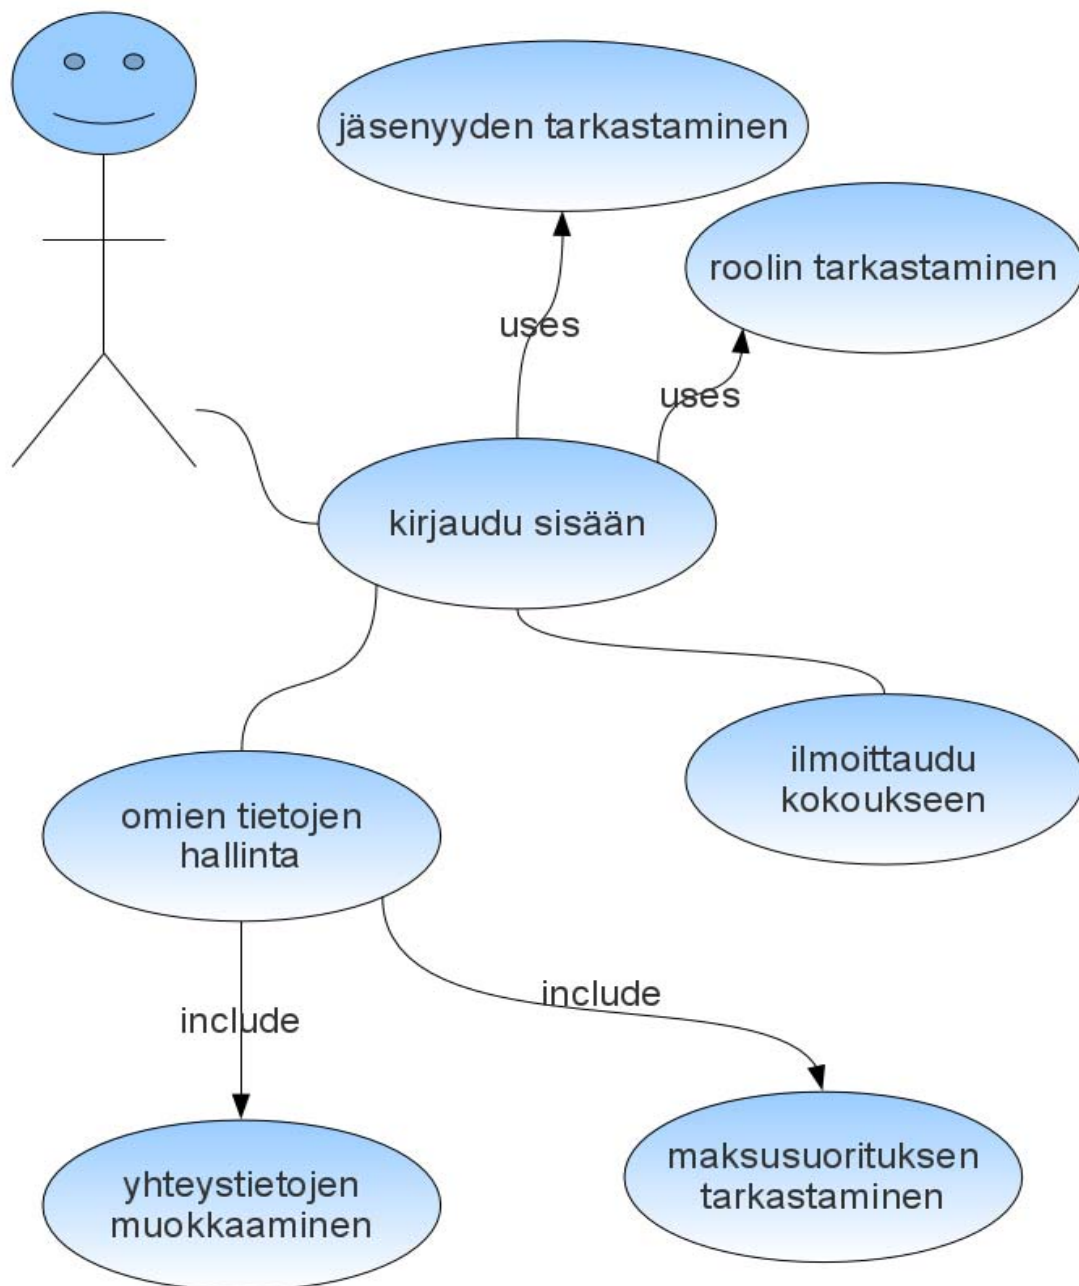 jäsenyyden tarkastaminen
roolin tarkastaminen
uses
uses
kirjaudu sisään
ilmoittaudu
kokoukseen
omien tietojen
hallinta
include
include
maksusuorituksen
tarkastaminen
yhteystietojen
muokkaaminen